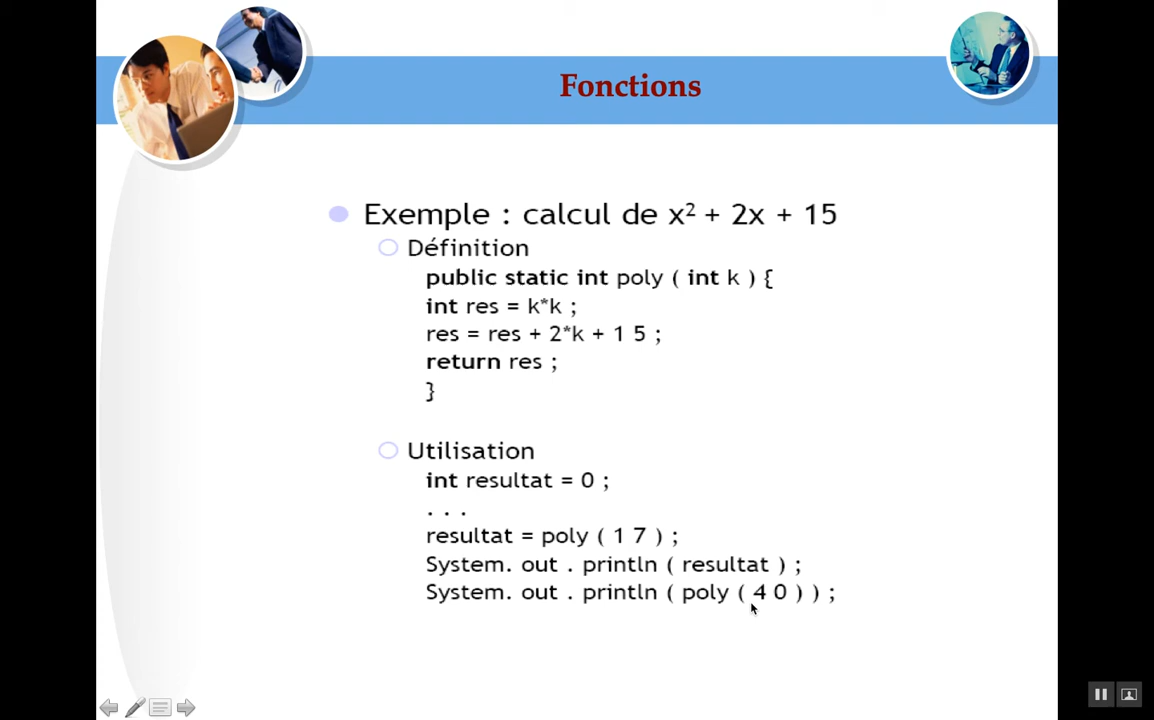 Fonctions
Exemple : calcul de x² + 2x + 15
Définition
public static int poly ( int k ) {
int res = k*k ;
res = res + 2*k + 1 5 ;
return res ;
}
Utilisation
int resultat = 0 ;
. . .
resultat = poly ( 1 7 ) ;
System. out . println ( resultat ) ;
System. out . println ( poly ( 4 0 ) ) ;